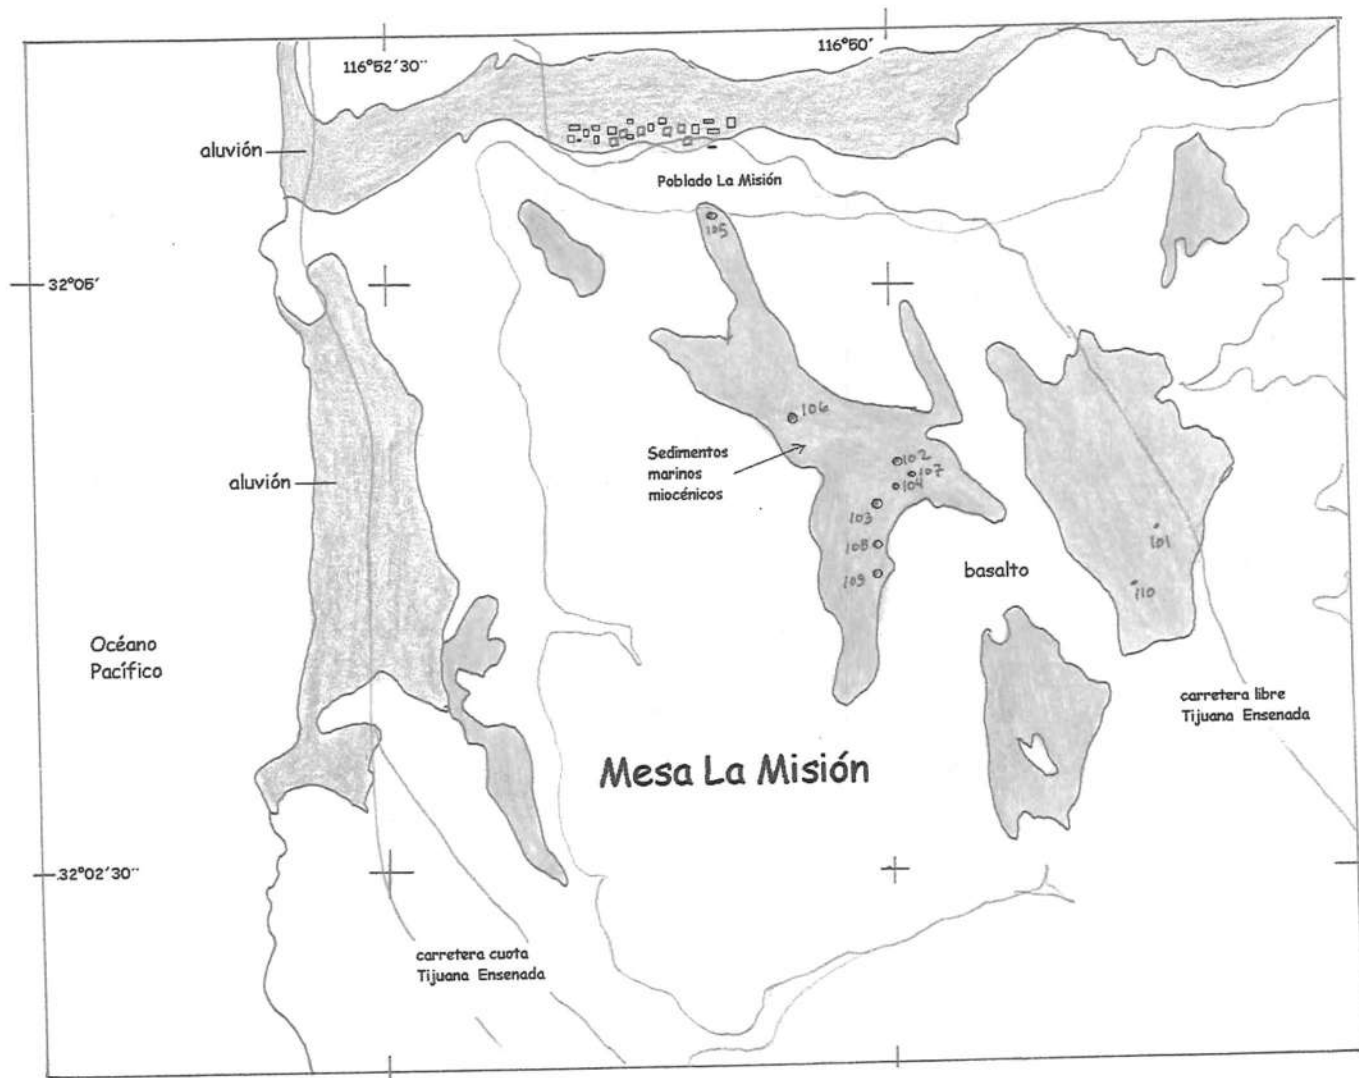 116°52'30¨
116°50'
aluvión
Poblado La Misión
105
32°05'
106
Sedimentos
marinos
miocénicos
102
107
104
103
108
109
101
110
aluvión
basalto
Océano
Pacífico
carretera libre
Tijuana Ensenada
Mesa La Misión
32°02'30¨
carretera cuota
Tijuana Ensenada